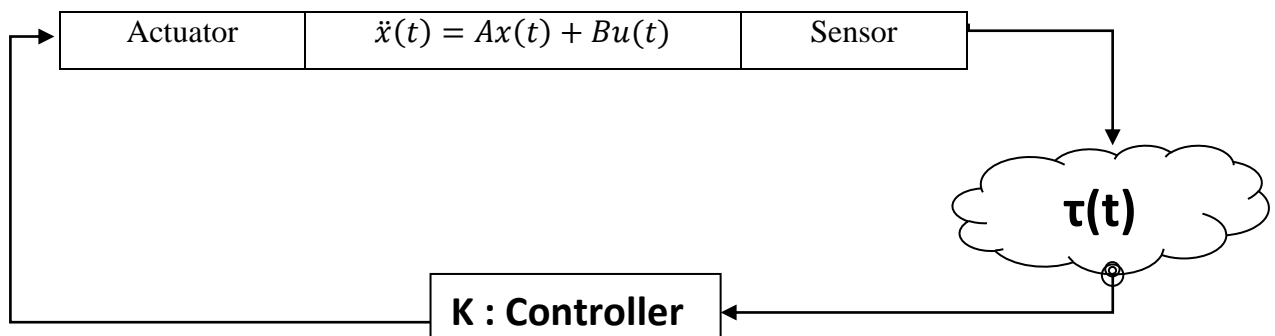 Actuator
ẍ(t) = Ax(t) + Bu(t)
Sensor
τ(t)
K : Controller